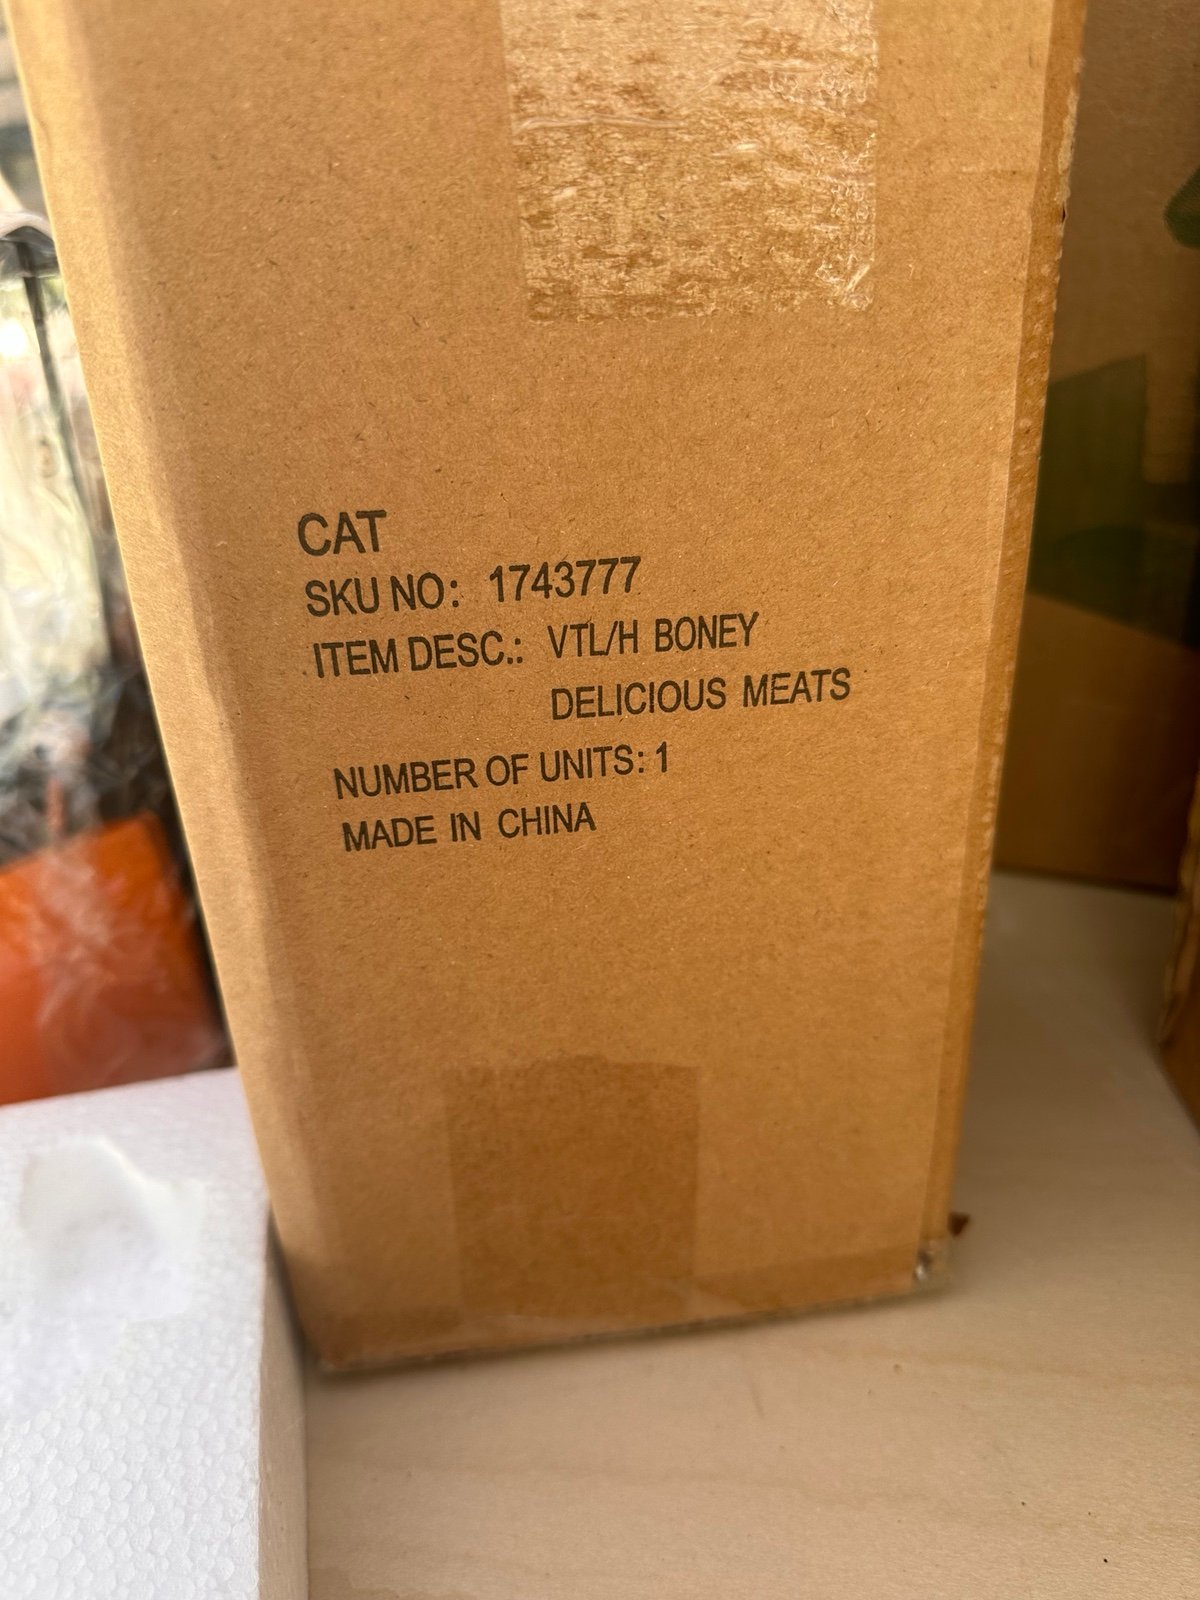 CAT
SKU NO: 1743777
ITEM DESC.: VTL/H BONEY
DELICIOUS MEATS
NUMBER OF UNITS: 1
MADE IN CHINA